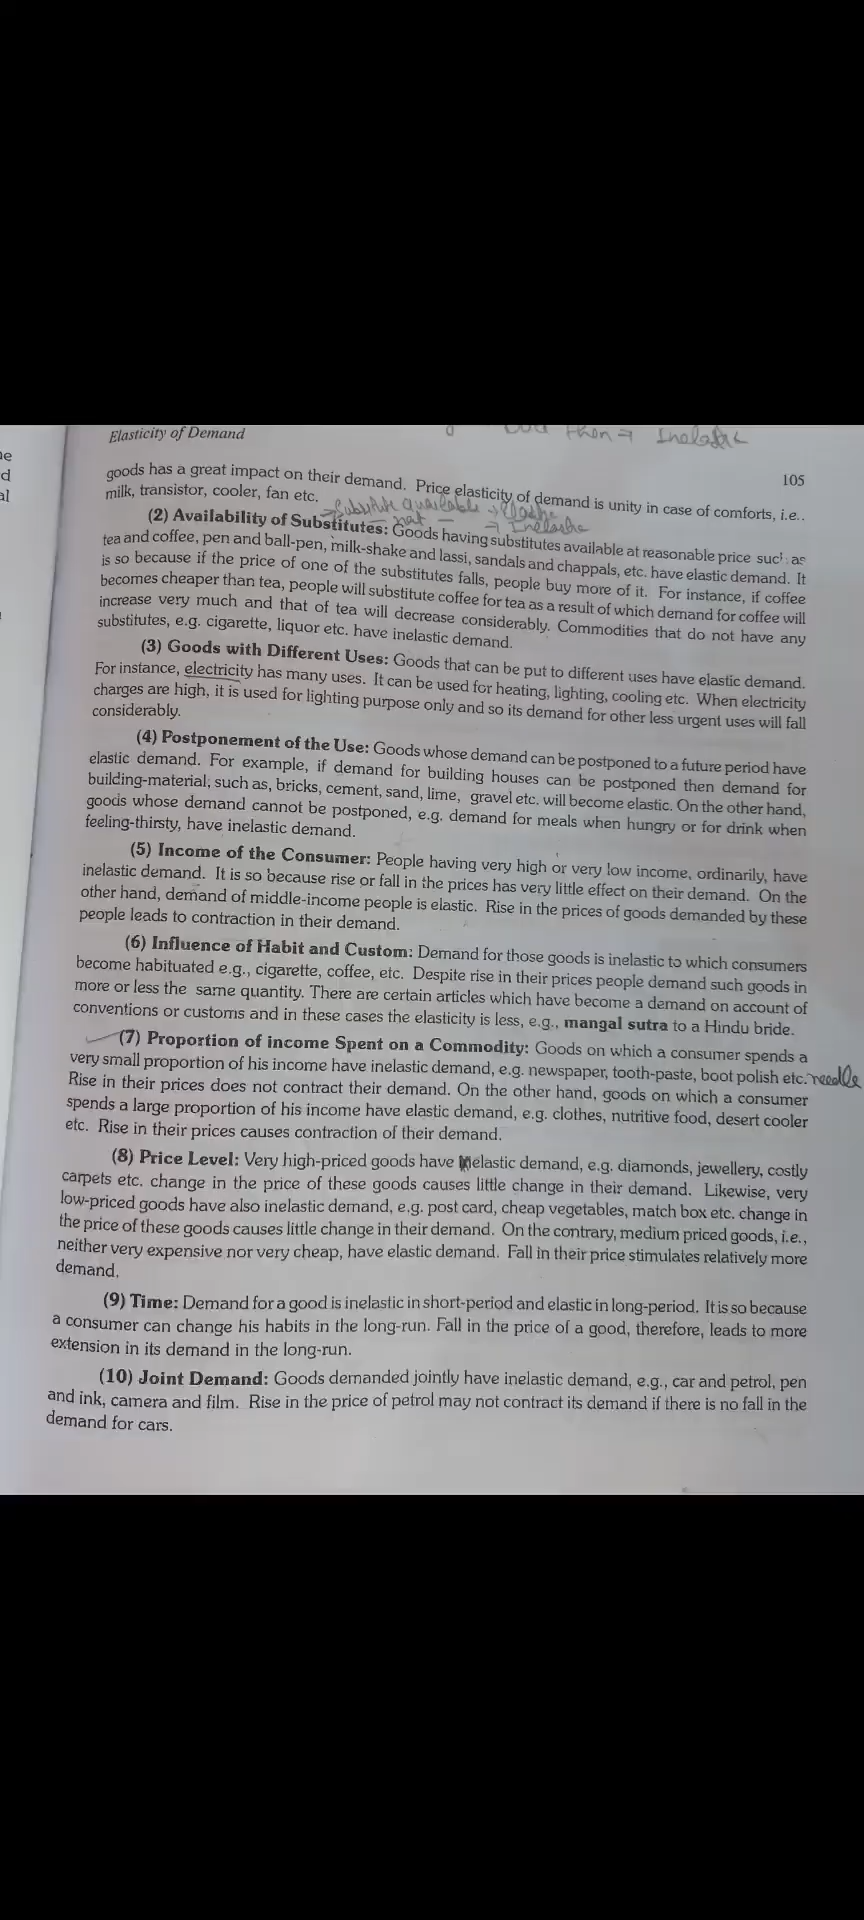 Dod then → Inelastic
Elasticity of Demand
105
ne
d
al
goods has a great impact on their demand. Price elasticity of demand is unity in case of comforts, i.e..
milk, transistor, cooler, fan etc.
→ Substitute available → Elastic
— not — → Inelastic
(2) Availability of Substitutes: Goods having substitutes available at reasonable price such as
tea and coffee, pen and ball-pen, milk-shake and lassi, sandals and chappals, etc. have elastic demand. It
is so because if the price of one of the substitutes falls, people buy more of it. For instance, if coffee
becomes cheaper than tea, people will substitute coffee for tea as a result of which demand for coffee will
increase very much and that of tea will decrease considerably. Commodities that do not have any
substitutes, e.g. cigarette, liquor etc. have inelastic demand.
(3) Goods with Different Uses: Goods that can be put to different uses have elastic demand.
For instance, electricity has many uses. It can be used for heating, lighting, cooling etc. When electricity
charges are high, it is used for lighting purpose only and so its demand for other less urgent uses will fall
considerably.
(4) Postponement of the Use: Goods whose demand can be postponed to a future period have
elastic demand. For example, if demand for building houses can be postponed then demand for
building-material; such as, bricks, cement, sand, lime, gravel etc. will become elastic. On the other hand,
goods whose demand cannot be postponed, e.g. demand for meals when hungry or for drink when
feeling-thirsty, have inelastic demand.
(5) Income of the Consumer: People having very high or very low income, ordinarily, have
inelastic demand. It is so because rise or fall in the prices has very little effect on their demand. On the
other hand, demand of middle-income people is elastic. Rise in the prices of goods demanded by these
people leads to contraction in their demand.
(6) Influence of Habit and Custom: Demand for those goods is inelastic to which consumers
become habituated e.g., cigarette, coffee, etc. Despite rise in their prices people demand such goods in
more or less the same quantity. There are certain articles which have become a demand on account of
conventions or customs and in these cases the elasticity is less, e.g., mangal sutra to a Hindu bride.
(7) Proportion of income Spent on a Commodity: Goods on which a consumer spends a
very small proportion of his income have inelastic demand, e.g. newspaper, tooth-paste, boot polish etc. needle
Rise in their prices does not contract their demand. On the other hand, goods on which a consumer
spends a large proportion of his income have elastic demand, e.g. clothes, nutritive food, desert cooler
etc. Rise in their prices causes contraction of their demand.
(8) Price Level: Very high-priced goods have inelastic demand, e.g. diamonds, jewellery, costly
carpets etc. change in the price of these goods causes little change in their demand. Likewise, very
low-priced goods have also inelastic demand, e.g. post card, cheap vegetables, match box etc. change in
the price of these goods causes little change in their demand. On the contrary, medium priced goods, i.e.,
neither very expensive nor very cheap, have elastic demand. Fall in their price stimulates relatively more
demand.
(9) Time: Demand for a good is inelastic in short-period and elastic in long-period. It is so because
a consumer can change his habits in the long-run. Fall in the price of a good, therefore, leads to more
extension in its demand in the long-run.
(10) Joint Demand: Goods demanded jointly have inelastic demand, e.g., car and petrol, pen
and ink, camera and film. Rise in the price of petrol may not contract its demand if there is no fall in the
demand for cars.